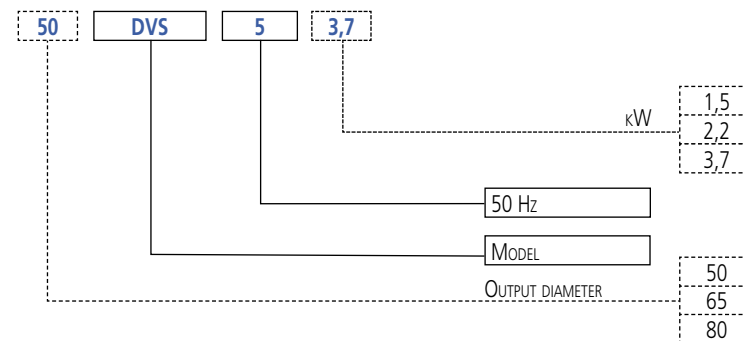 50 DVS 5 3,7
1,5
кW 2,2
3,7
50 Hz
Model
50
Output diameter 65
80